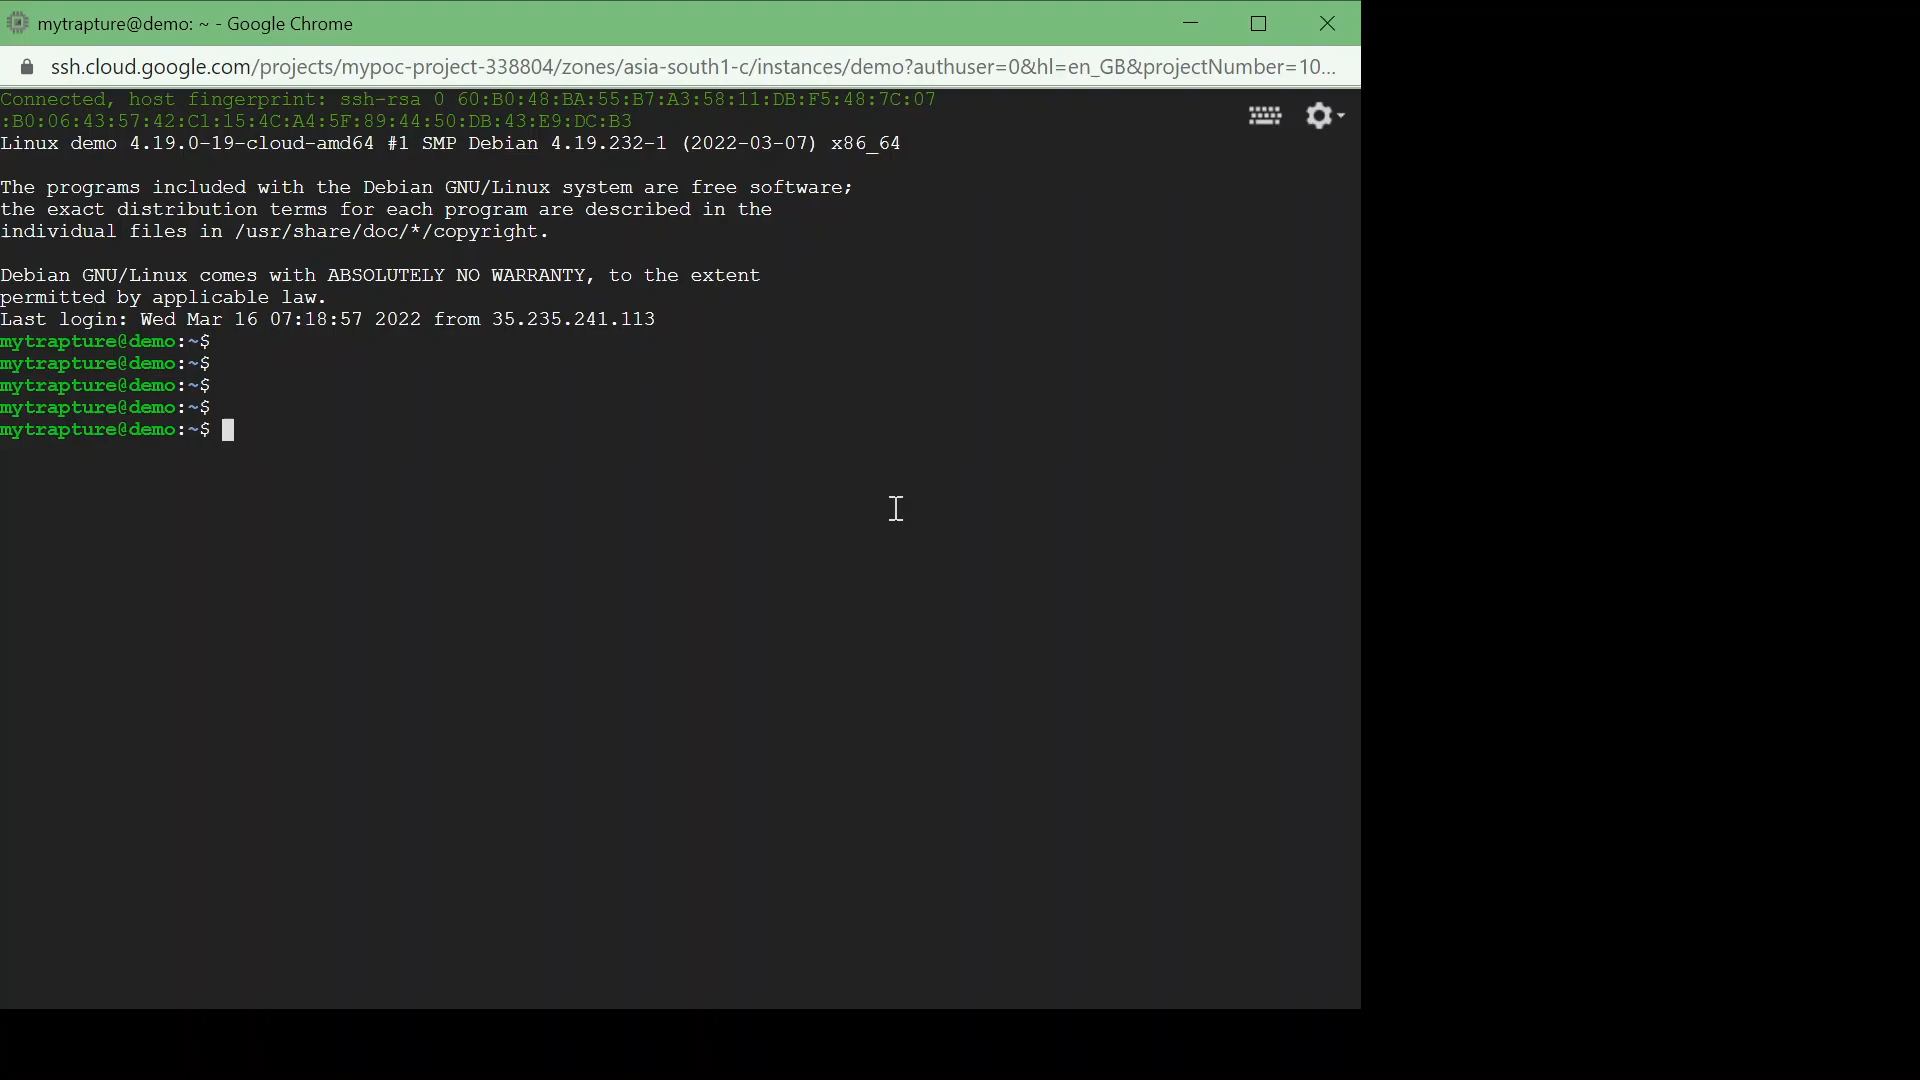 mytrapture@demo: ~ - Google Chrome
ssh.cloud.google.com/projects/mypoc-project-338804/zones/asia-south1-c/instances/demo?authuser=0&hl=en_GB&projectNumber=10...
Connected, host fingerprint: ssh-rsa 0 60:B0:48:BA:55:B7:A3:58:11:DB:F5:48:7C:07
:B0:06:43:57:42:C1:15:4C:A4:5F:89:44:50:DB:43:E9:DC:B3
Linux demo 4.19.0-19-cloud-amd64 #1 SMP Debian 4.19.232-1 (2022-03-07) x86_64
The programs included with the Debian GNU/Linux system are free software;
the exact distribution terms for each program are described in the
individual files in /usr/share/doc/*/copyright.
Debian GNU/Linux comes with ABSOLUTELY NO WARRANTY, to the extent
permitted by applicable law.
Last login: Wed Mar 16 07:18:57 2022 from 35.235.241.113
mytrapture@demo:~$
mytrapture@demo:~$
mytrapture@demo:~$
mytrapture@demo:~$
mytrapture@demo:~$